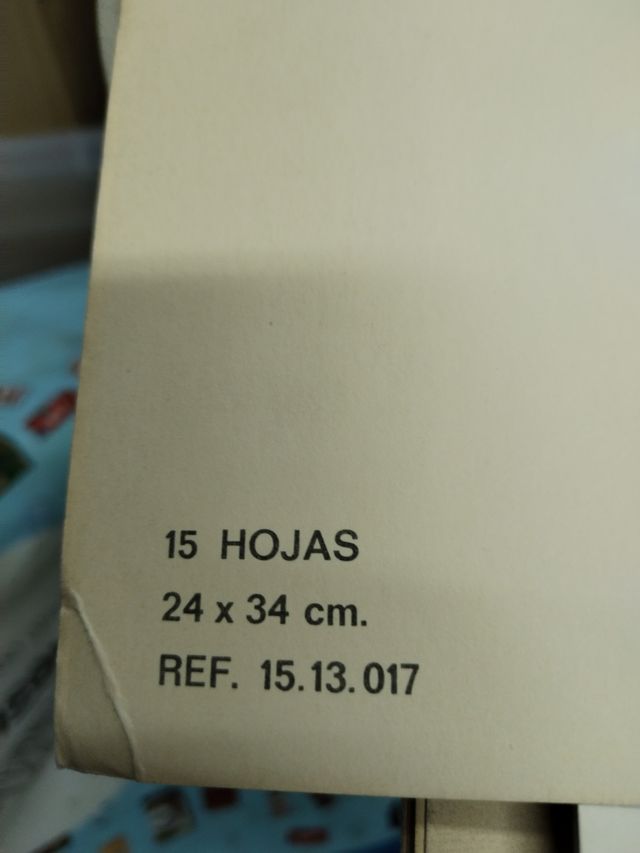 15 HOJAS
24 x 34 cm.
REF. 15.13.017